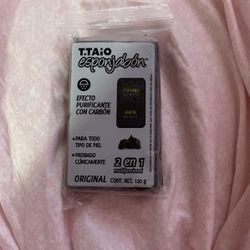 T.TAiO
esponjabón
EFECTO
PURIFICANTE
CON CARBÓN
•PARA TODO
TIPO DE PIEL
•PROBADO
CLÍNICAMENTE
2 en 1
ORIGINAL CONT. NET. 120 g